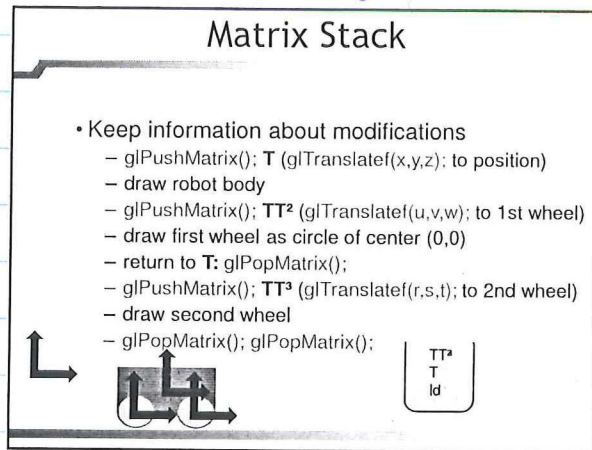 Matrix Stack
• Keep information about modifications
– glPushMatrix(); T (glTranslatef(x,y,z); to position)
– draw robot body
– glPushMatrix(); TT² (glTranslatef(u,v,w); to 1st wheel)
– draw first wheel as circle of center (0,0)
– return to T: glPopMatrix();
– glPushMatrix(); TT³ (glTranslatef(r,s,t); to 2nd wheel)
– draw second wheel
– glPopMatrix(); glPopMatrix();
TT³
T
Id